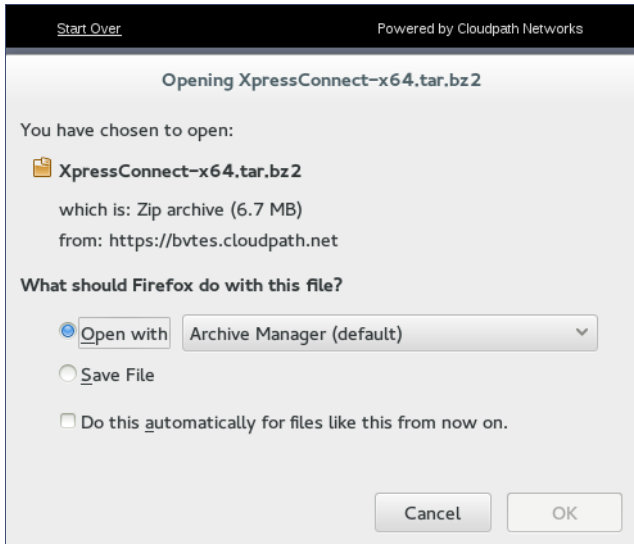 Start Over Powered by Cloudpath Networks
Opening XpressConnect-x64.tar.bz2
You have chosen to open:
XpressConnect-x64.tar.bz2
which is: Zip archive (6.7 MB)
from: https://bvtes.cloudpath.net
What should Firefox do with this file?
Open with Archive Manager (default)
Save File
Do this automatically for files like this from now on.
Cancel OK